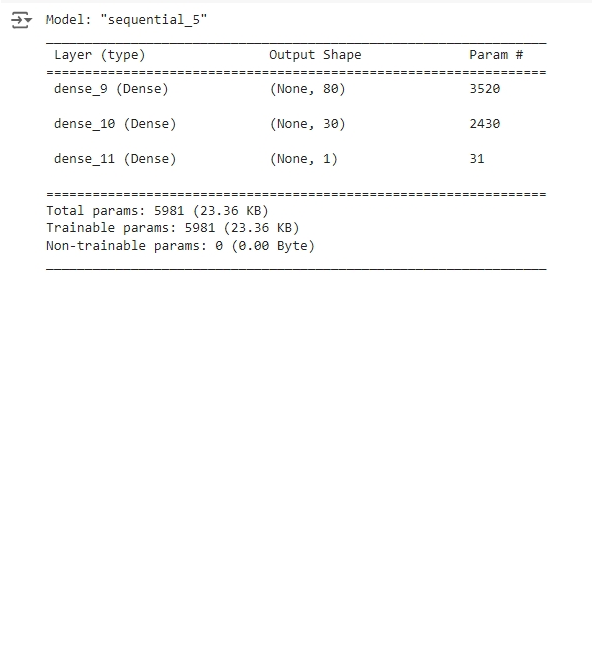 Model: "sequential_5"
Layer (type) Output Shape Param #
dense_9 (Dense) (None, 80) 3520
dense_10 (Dense) (None, 30) 2430
dense_11 (Dense) (None, 1) 31
Total params: 5981 (23.36 KB)
Trainable params: 5981 (23.36 KB)
Non-trainable params: 0 (0.00 Byte)